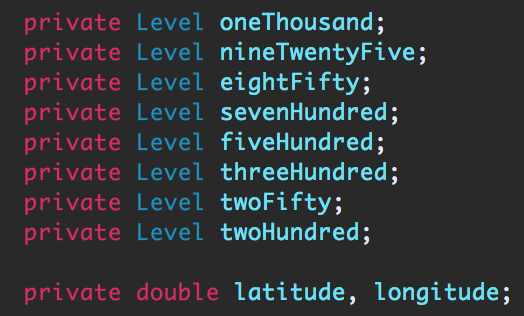 private Level oneThousand;
private Level nineTwentyFive;
private Level eightFifty;
private Level sevenHundred;
private Level fiveHundred;
private Level threeHundred;
private Level twoFifty;
private Level twoHundred;
private double latitude, longitude;